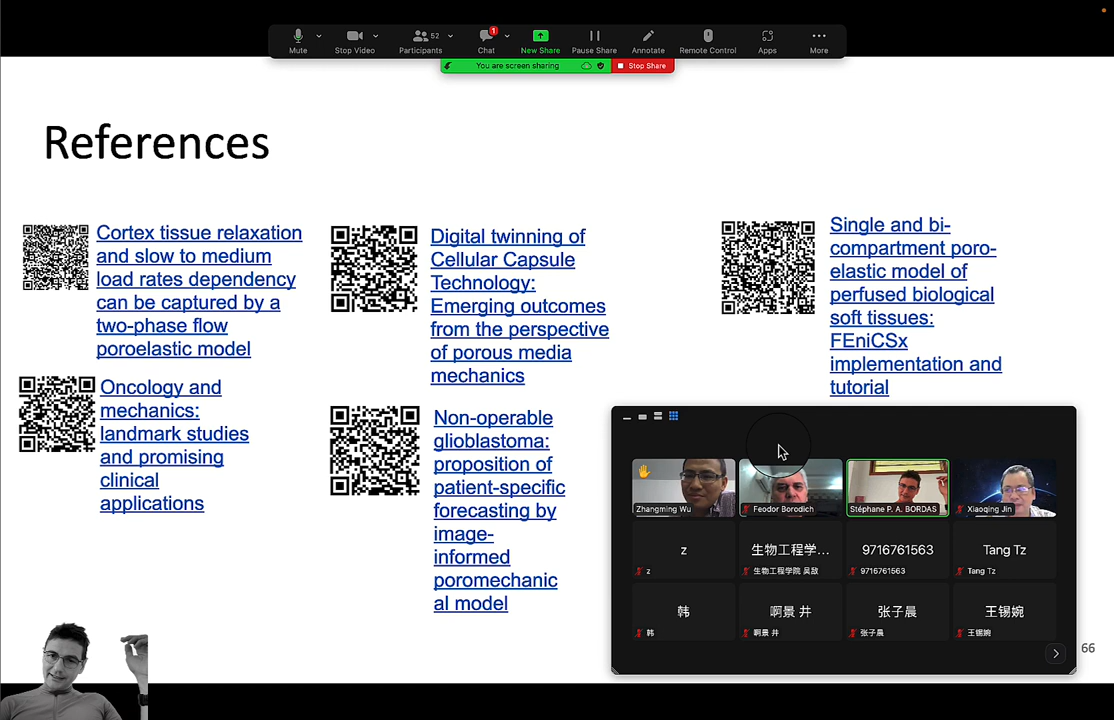 52
1
Mute
Stop Video
Participants
Chat
New Share
Pause Share
Annotate
Remote Control
Apps
More
You are screen sharing
Stop Share
References
Cortex tissue relaxation
and slow to medium
load rates dependency
can be captured by a
two-phase flow
poroelastic model
Digital twinning of
Cellular Capsule
Technology:
Emerging outcomes
from the perspective
of porous media
mechanics
Single and bi-
compartment poro-
elastic model of
perfused biological
soft tissues:
FEniCSx
implementation and
tutorial
Oncology and
mechanics:
landmark studies
and promising
clinical
applications
Non-operable
glioblastoma:
proposition of
patient-specific
forecasting by
image-
informed
poromechanic
al model
Zhangming Wu
Feodor Borodich
Stéphane P. A. BORDAS
Xiaoqing Jin
z
生物工程学...
9716761563
Tang Tz
z
生物工程学院 吴敌
9716761563
Tang Tz
韩
啊景 井
张子晨
王锡婉
韩
啊景 井
张子晨
王锡婉
66